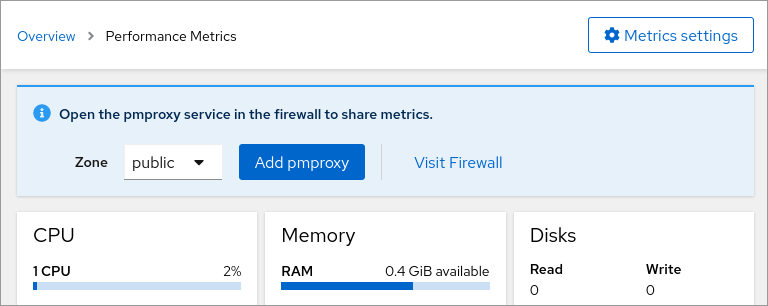 Overview > Performance Metrics
Metrics settings
Open the pmproxy service in the firewall to share metrics.
Zone public Add pmproxy Visit Firewall
CPU
1 CPU 2%
Memory
RAM 0.4 GiB available
Disks
Read Write
0 0